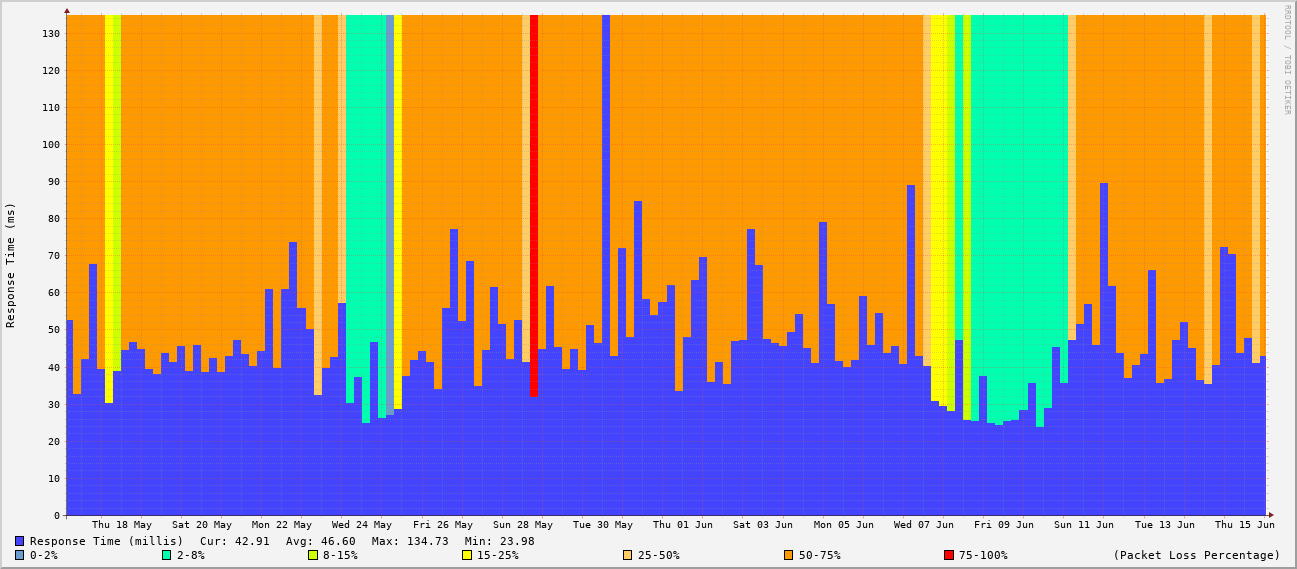 RRDTOOL / TOBI OETIKER
Response Time (ms)
130
120
110
100
90
80
70
60
50
40
30
20
10
0
Thu 18 May Sat 20 May Mon 22 May Wed 24 May Fri 26 May Sun 28 May Tue 30 May Thu 01 Jun Sat 03 Jun Mon 05 Jun Wed 07 Jun Fri 09 Jun Sun 11 Jun Tue 13 Jun Thu 15 Jun
Response Time (millis) Cur: 42.91 Avg: 46.60 Max: 134.73 Min: 23.98
0-2% 2-8% 8-15% 15-25% 25-50% 50-75% 75-100% (Packet Loss Percentage)